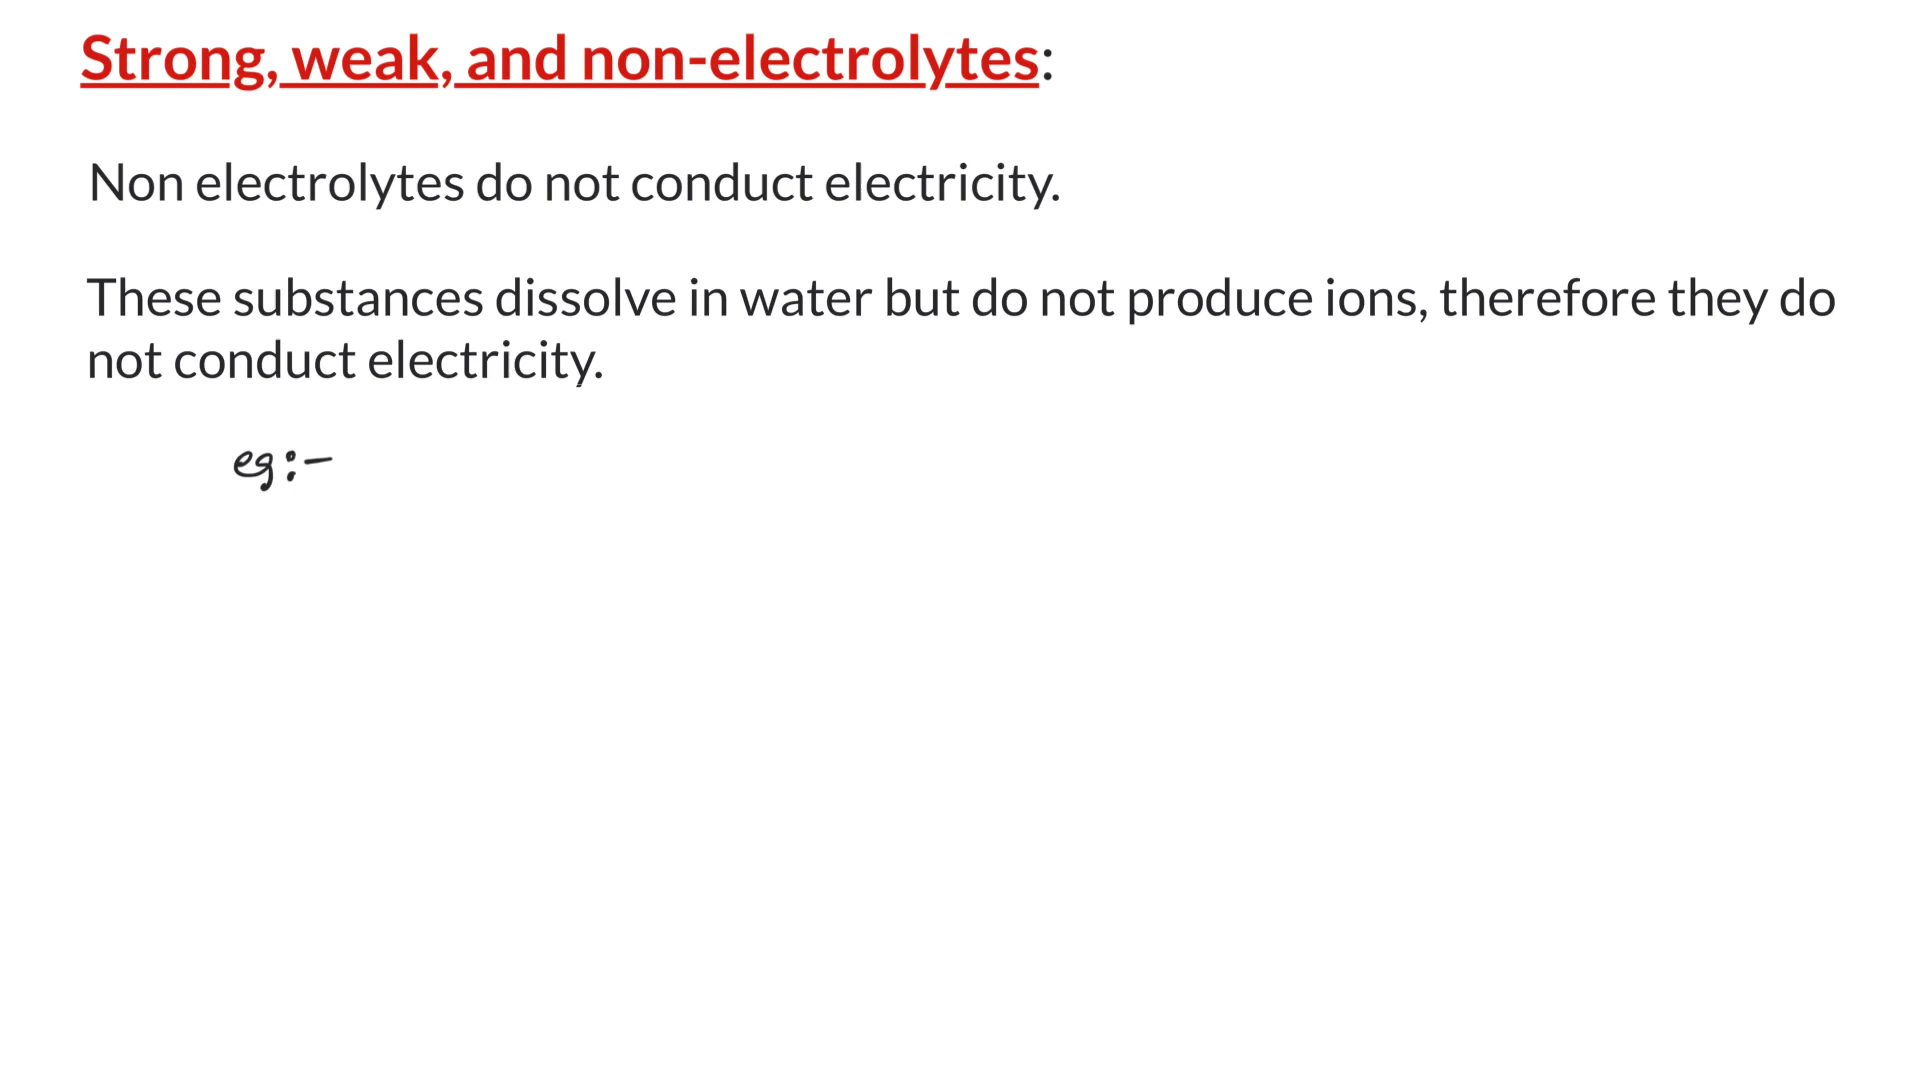 Strong, weak, and non-electrolytes:
Non electrolytes do not conduct electricity.
These substances dissolve in water but do not produce ions, therefore they do
not conduct electricity.
eg:-